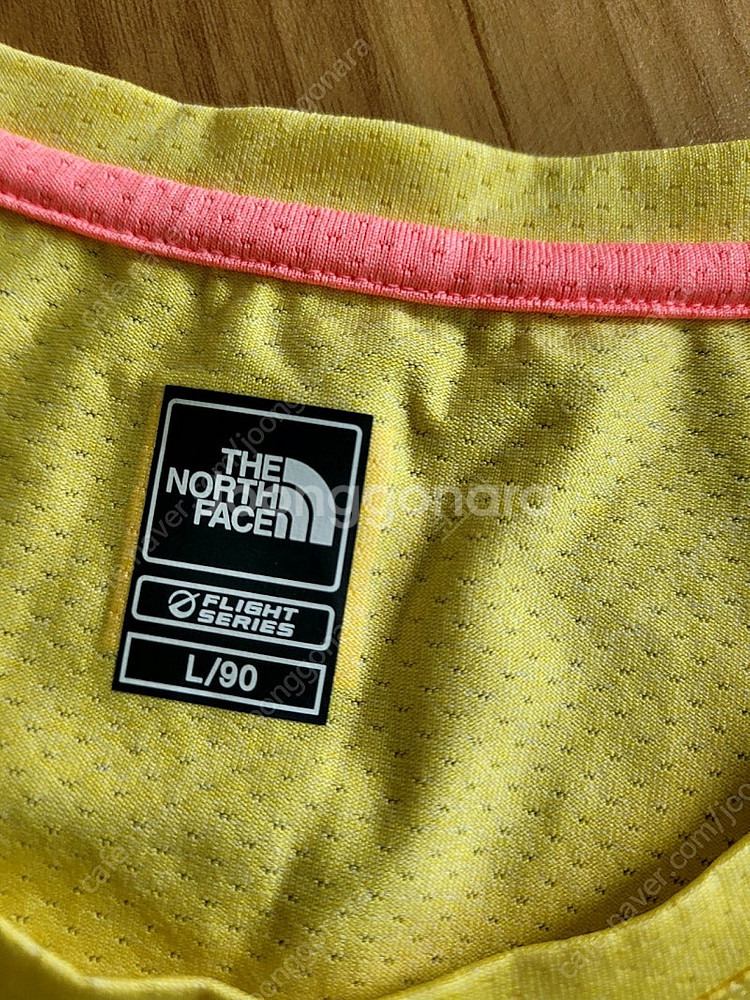 THE
NORTH
FACE
joonggonara
FLIGHT
SERIES
L/90